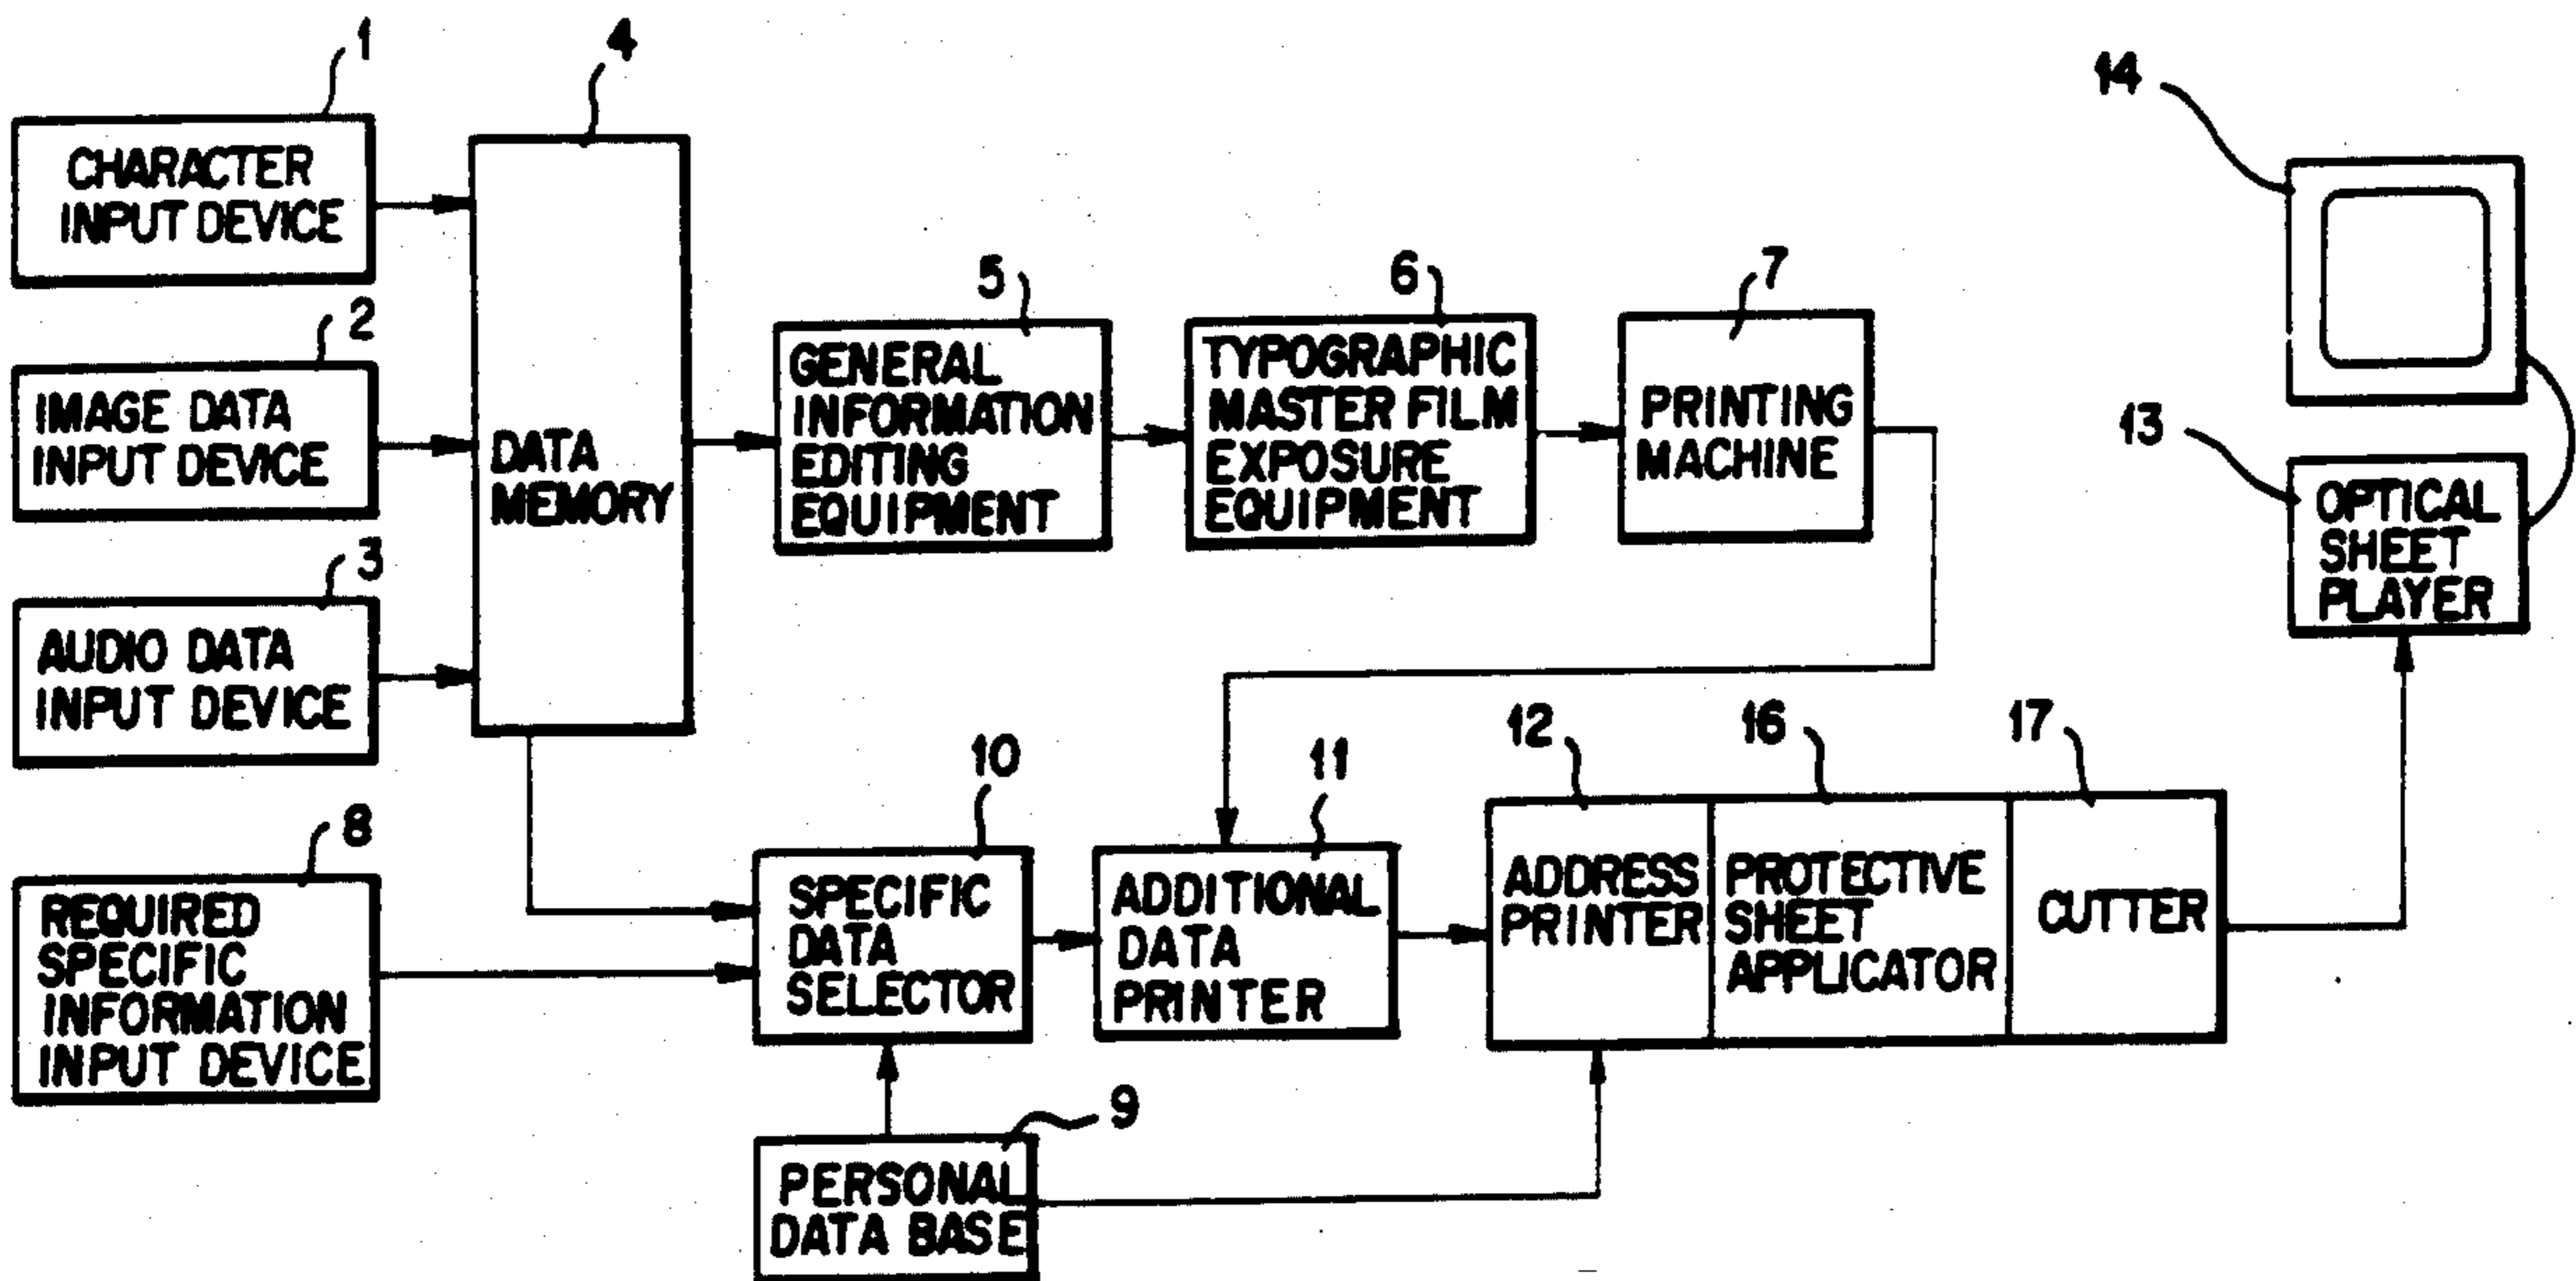 1
CHARACTER
INPUT DEVICE
2
IMAGE DATA
INPUT DEVICE
3
AUDIO DATA
INPUT DEVICE
4
DATA
MEMORY
5
GENERAL
INFORMATION
EDITING
EQUIPMENT
6
TYPOGRAPHIC
MASTER FILM
EXPOSURE
EQUIPMENT
7
PRINTING
MACHINE
14
13
OPTICAL
SHEET
PLAYER
8
REQUIRED
SPECIFIC
INFORMATION
INPUT DEVICE
10
SPECIFIC
DATA
SELECTOR
11
ADDITIONAL
DATA
PRINTER
12
ADDRESS
PRINTER
16
PROTECTIVE
SHEET
APPLICATOR
17
CUTTER
9
PERSONAL
DATA BASE